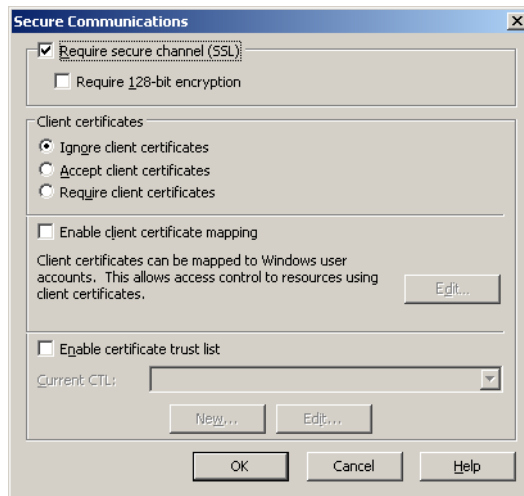 Secure Communications
Require secure channel (SSL)
Require 128-bit encryption
Client certificates
Ignore client certificates
Accept client certificates
Require client certificates
Enable client certificate mapping
Client certificates can be mapped to Windows user
accounts. This allows access control to resources using
client certificates.
Edit...
Enable certificate trust list
Current CTL:
New... Edit...
OK Cancel Help